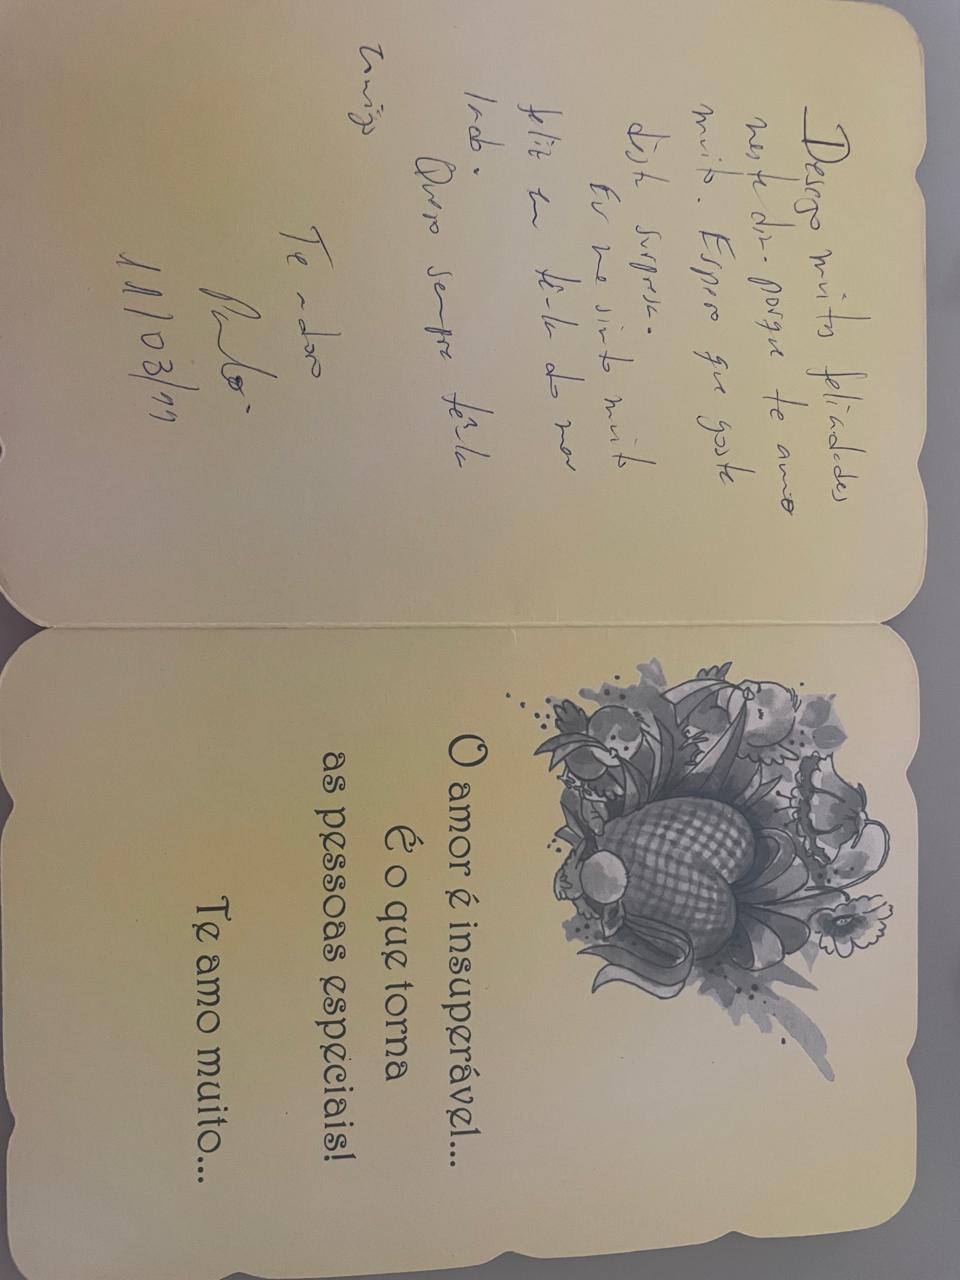 Desego muitas felicidades
neste dia. porque te amo
muito. Espero que goste
desta surpresa.
Eu me sinto muito
feliz em tê-la do meu
lado.
Quero sempre tê-la
comigo
Te adoro
Paulo.
11/03/99
O amor é insuperável...
É o que torna
as pessoas especiais!
Te amo muito...